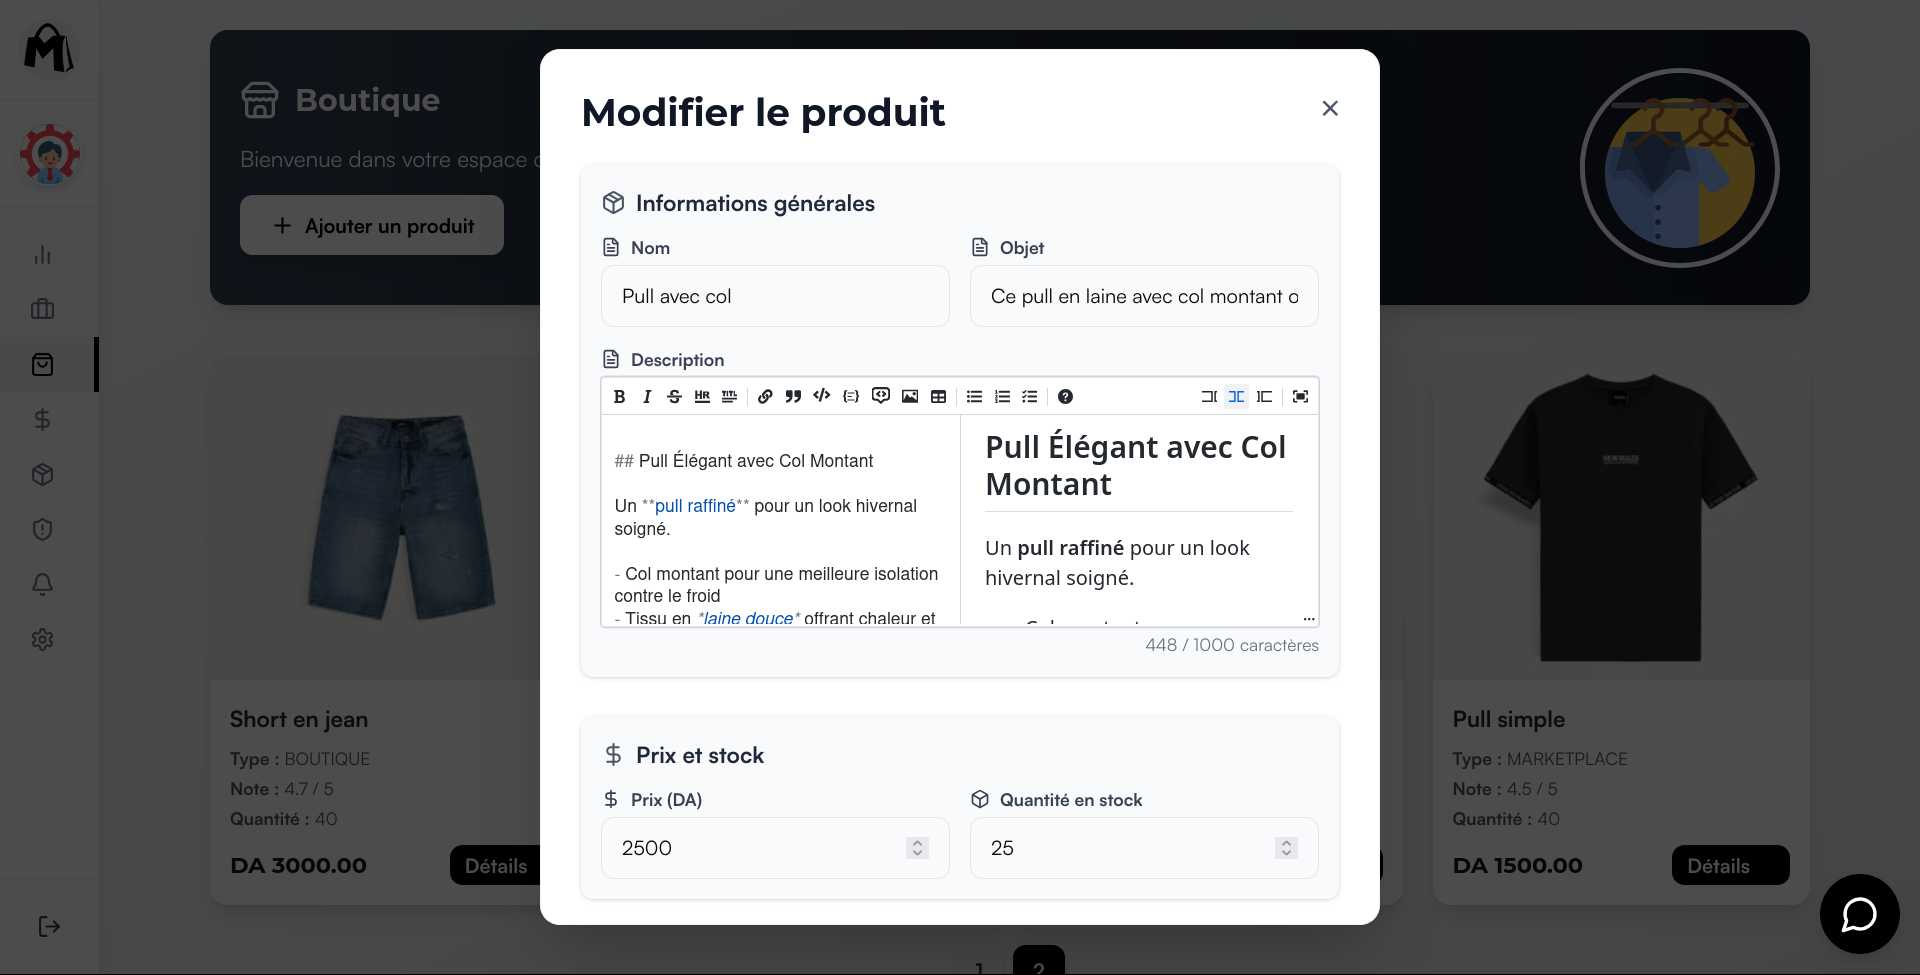 M
Boutique
Bienvenue dans votre espace
Ajouter un produit
Modifier le produit
Informations générales
Nom
Objet
Pull avec col
Ce pull en laine avec col montant o
Description
B I S HR TITL
## Pull Élégant avec Col Montant
Un **pull raffiné** pour un look hivernal
soigné.
- Col montant pour une meilleure isolation
contre le froid
- Tissu en *laine douce* offrant chaleur et
Pull Élégant avec Col
Montant
Un pull raffiné pour un look
hivernal soigné.
448 / 1000 caractères
Prix et stock
Prix (DA)
Quantité en stock
2500
25
Short en jean
Type : BOUTIQUE
Note : 4.7 / 5
Quantité : 40
DA 3000.00
Détails
Pull simple
Type : MARKETPLACE
Note : 4.5 / 5
Quantité : 40
DA 1500.00
Détails
1
2